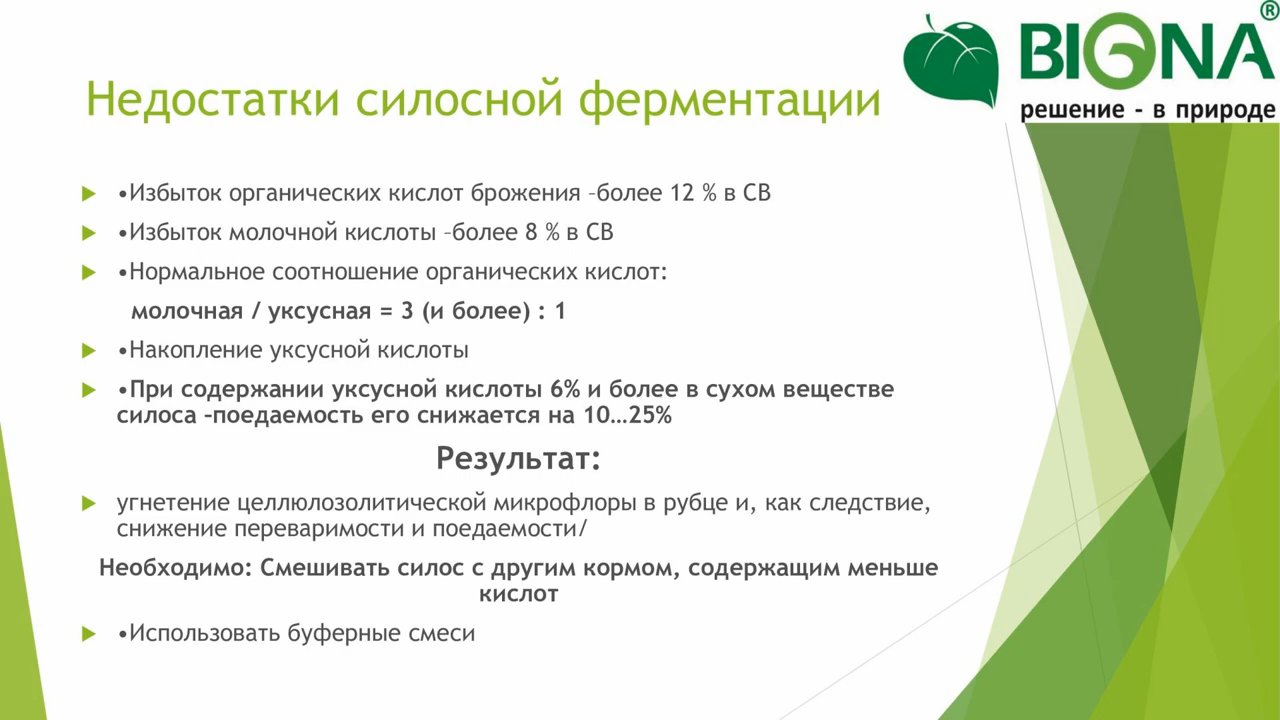 BIONA®
решение - в природе
Недостатки силосной ферментации
•Избыток органических кислот брожения –более 12 % в СВ
•Избыток молочной кислоты –более 8 % в СВ
•Нормальное соотношение органических кислот:
молочная / уксусная = 3 (и более) : 1
•Накопление уксусной кислоты
•При содержании уксусной кислоты 6% и более в сухом веществе
силоса –поедаемость его снижается на 10…25%
Результат:
угнетение целлюлозолитической микрофлоры в рубце и, как следствие,
снижение переваримости и поедаемости/
Необходимо: Смешивать силос с другим кормом, содержащим меньше
кислот
•Использовать буферные смеси